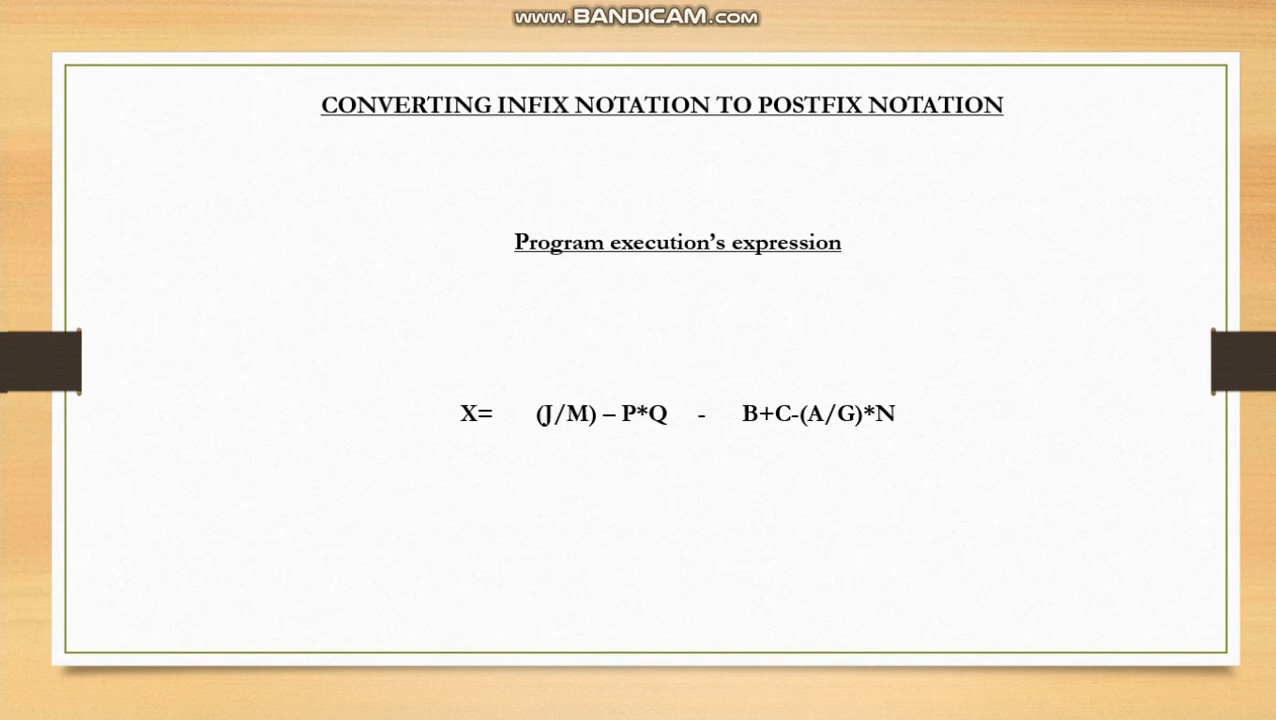 www.BANDICAM.com
CONVERTING INFIX NOTATION TO POSTFIX NOTATION
Program execution’s expression
X= (J/M) – P*Q - B+C-(A/G)*N